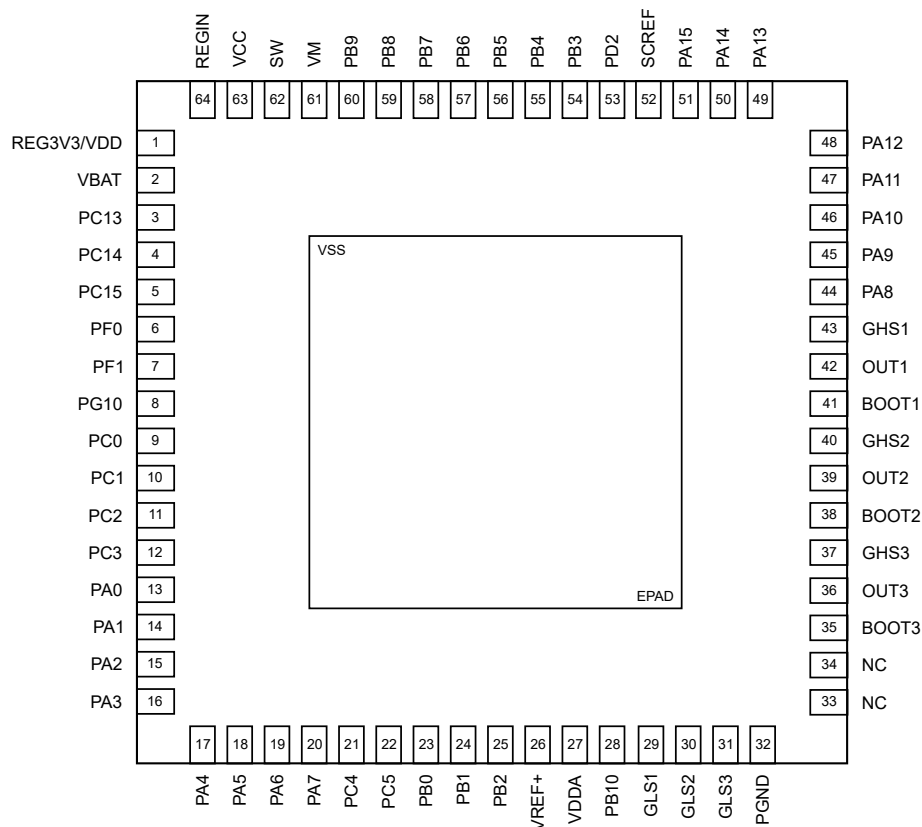 REGIN
VCC
SW
VM
PB9
PB8
PB7
PB6
PB5
PB4
PB3
PD2
SCREF
PA15
PA14
PA13
64 63 62 61 60 59 58 57 56 55 54 53 52 51 50 49
REG3V3/VDD 1 48 PA12
VBAT 2 47 PA11
PC13 3 46 PA10
PC14 4 45 PA9
PC15 5 44 PA8
PF0 6 43 GHS1
PF1 7 42 OUT1
PG10 8 41 BOOT1
PC0 9 40 GHS2
PC1 10 39 OUT2
PC2 11 38 BOOT2
PC3 12 37 GHS3
PA0 13 36 OUT3
PA1 14 35 BOOT3
PA2 15 34 NC
PA3 16 33 NC
VSS
EPAD
17 18 19 20 21 22 23 24 25 26 27 28 29 30 31 32
PA4
PA5
PA6
PA7
PC4
PC5
PB0
PB1
PB2
VREF+
VDDA
PB10
GLS1
GLS2
GLS3
PGND